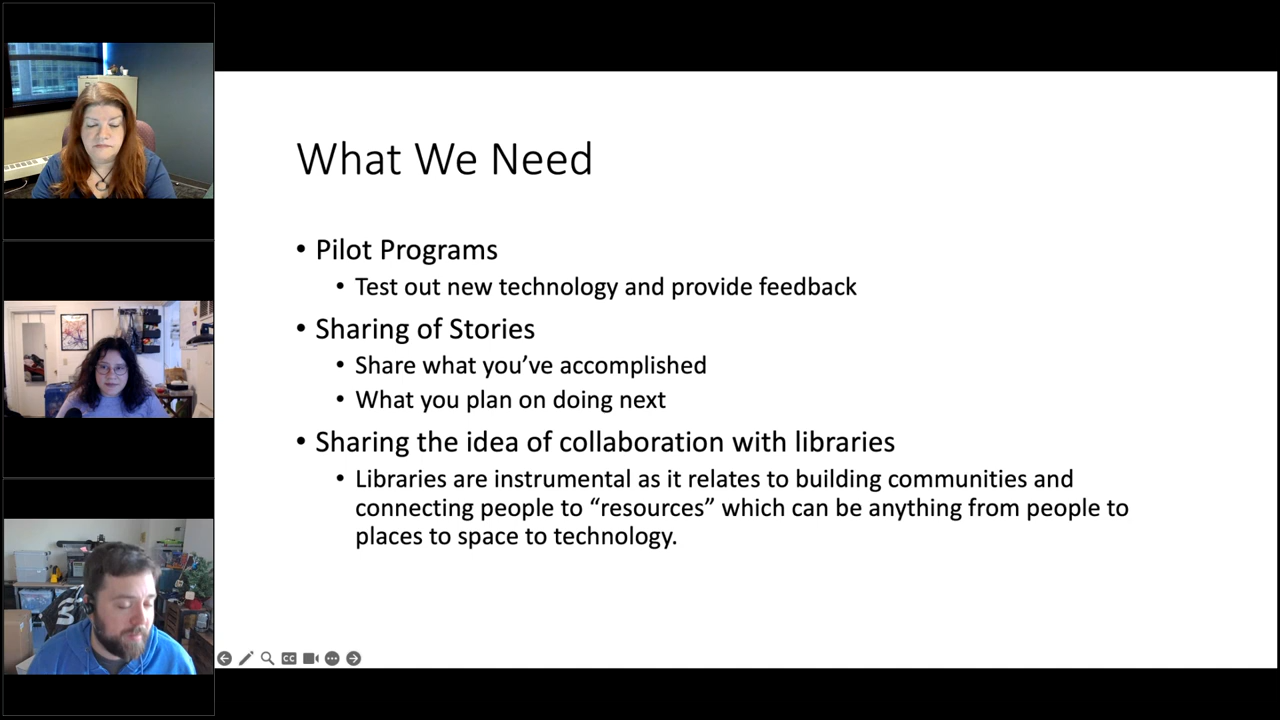 What We Need
• Pilot Programs
• Test out new technology and provide feedback
• Sharing of Stories
• Share what you’ve accomplished
• What you plan on doing next
• Sharing the idea of collaboration with libraries
• Libraries are instrumental as it relates to building communities and
connecting people to “resources” which can be anything from people to
places to space to technology.
CC